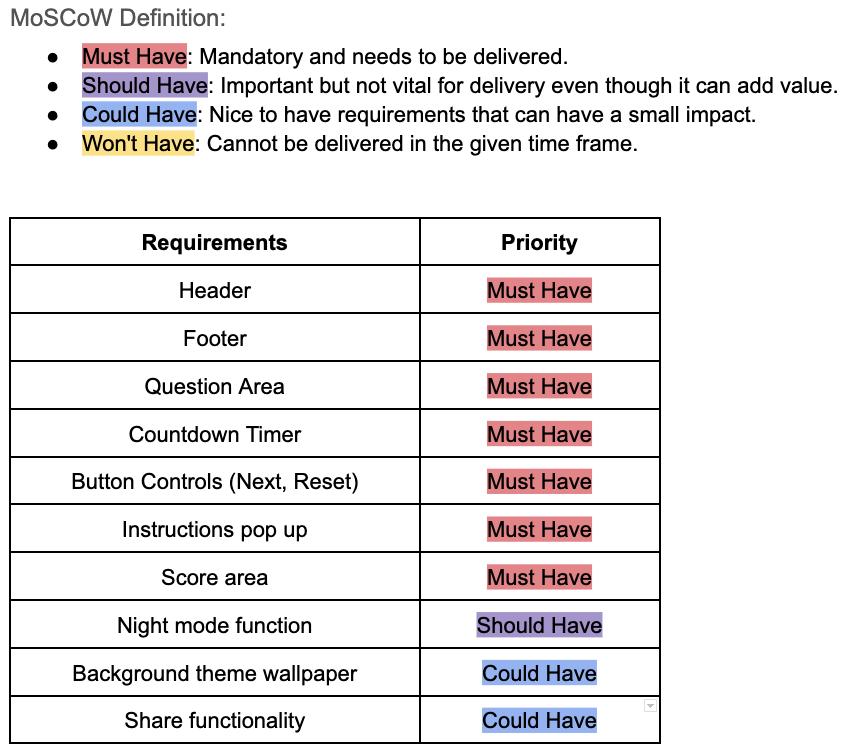 MoSCoW Definition:
● Must Have: Mandatory and needs to be delivered.
● Should Have: Important but not vital for delivery even though it can add value.
● Could Have: Nice to have requirements that can have a small impact.
● Won't Have: Cannot be delivered in the given time frame.
Requirements Priority
Header Must Have
Footer Must Have
Question Area Must Have
Countdown Timer Must Have
Button Controls (Next, Reset) Must Have
Instructions pop up Must Have
Score area Must Have
Night mode function Should Have
Background theme wallpaper Could Have
Share functionality Could Have